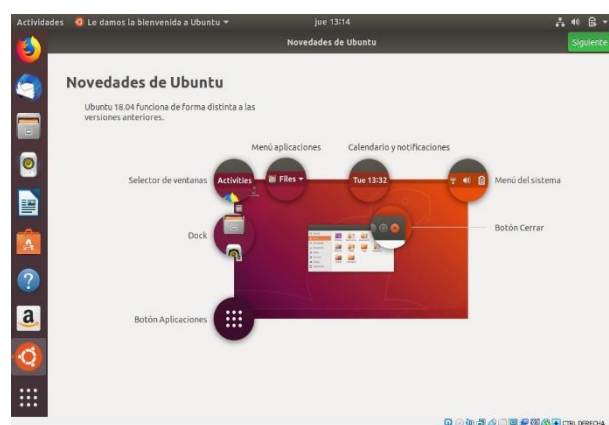 Actividades Le damos la bienvenida a Ubuntu jue 13:14
Novedades de Ubuntu Siguiente
Novedades de Ubuntu
Ubuntu 18.04 funciona de forma distinta a las
versiones anteriores.
Menú aplicaciones Calendario y notificaciones
Selector de ventanas Activities Files Tue 13:32 Menú del sistema
Dock Botón Cerrar
Botón Aplicaciones
CTRL DERECHA